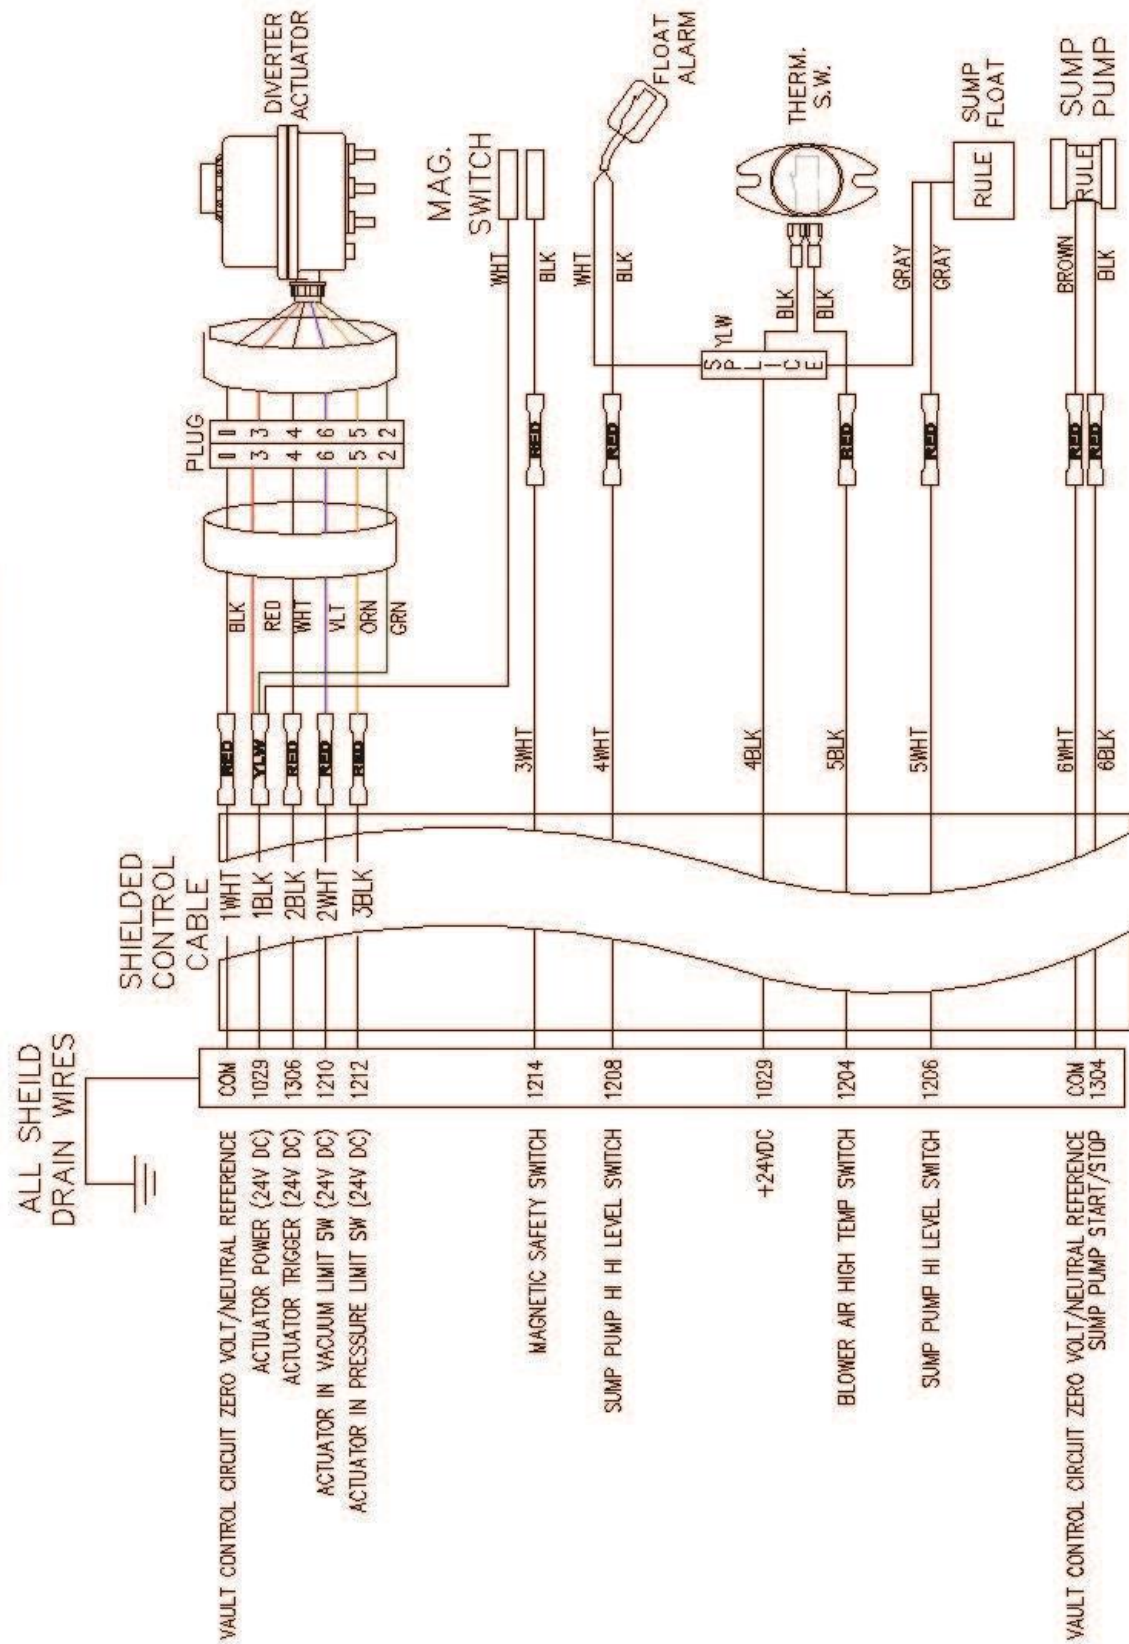 ALL SHEILD
DRAIN WIRES
SHIELDED
CONTROL
CABLE
PLUG
DIVERTER
ACTUATOR
VAULT CONTROL CIRCUIT ZERO VOLT/NEUTRAL REFERENCE
COM
1WHT
RED
BLK
ACTUATOR POWER (24V DC)
1029
1BLK
YLW
RED
3 3
ACTUATOR TRIGGER (24V DC)
1306
2BLK
RED
WHT
4 4
ACTUATOR IN VACUUM LIMIT SW (24V DC)
1210
2WHT
RED
VLT
6 6
ACTUATOR IN PRESSURE LIMIT SW (24V DC)
1212
3BLK
RED
ORN
5 5
GRN
2 2
MAG.
SWITCH
WHT
MAGNETIC SAFETY SWITCH
1214
3WHT
RED
BLK
WHT
FLOAT
ALARM
SUMP PUMP HI HI LEVEL SWITCH
1208
4WHT
RED
BLK
SPLICE
YLW
+24VDC
1029
4BLK
BLK
THERM.
S.W.
BLK
BLOWER AIR HIGH TEMP SWITCH
1204
5BLK
RED
GRAY
SUMP PUMP HI LEVEL SWITCH
1206
5WHT
RED
GRAY
RULE
SUMP
FLOAT
VAULT CONTROL CIRCUIT ZERO VOLT/NEUTRAL REFERENCE
COM
6WHT
RED
BROWN
SUMP PUMP START/STOP
1304
6BLK
RED
BLK
RULE
SUMP
PUMP